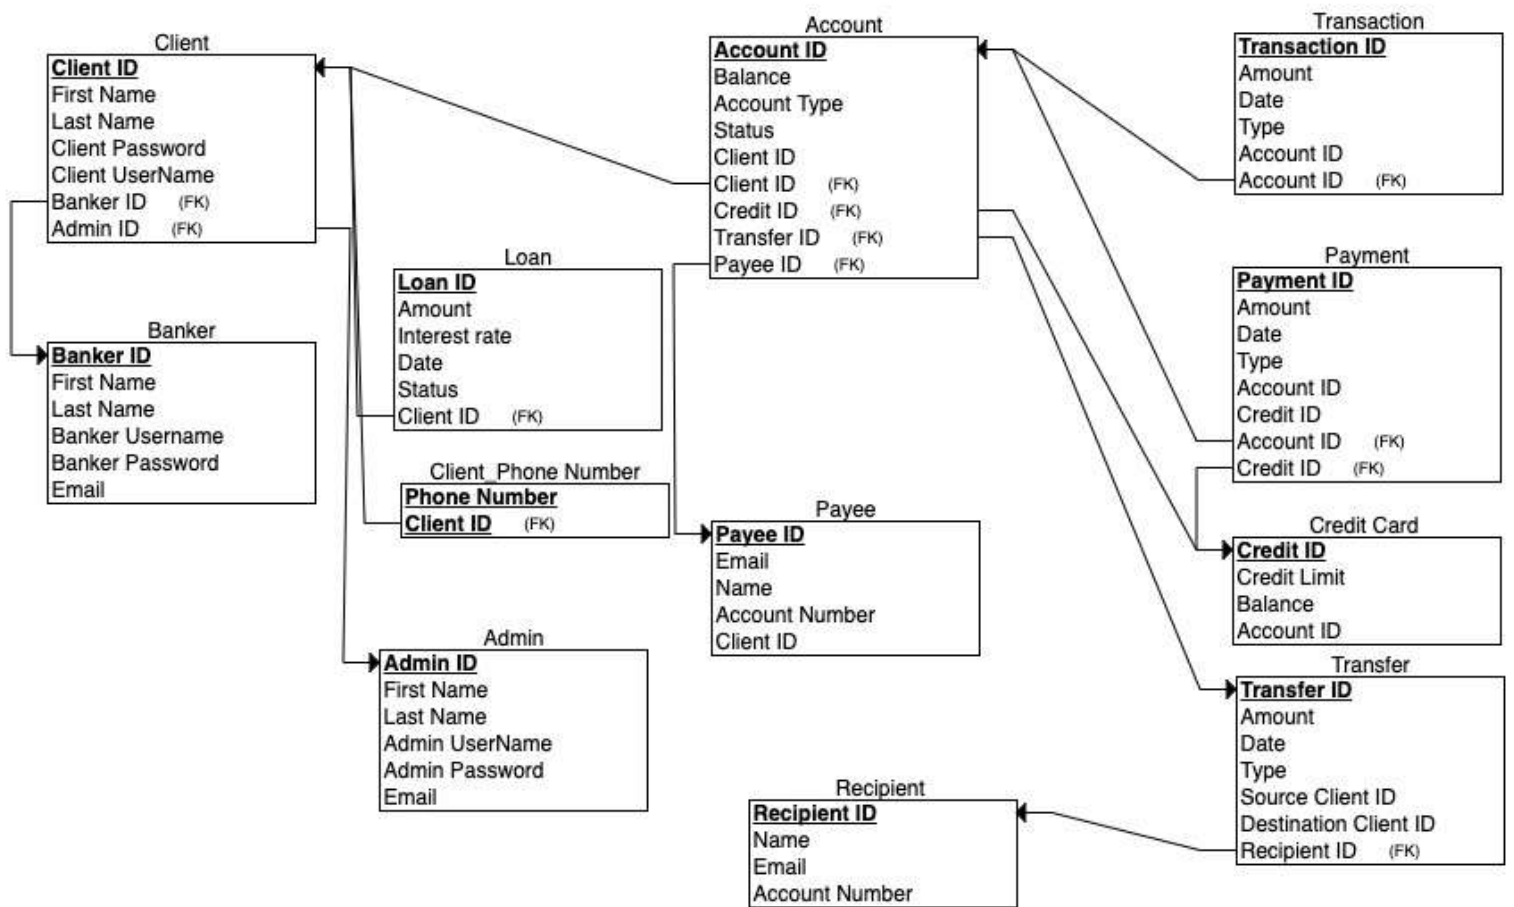 Client
Client ID
First Name
Last Name
Client Password
Client UserName
Banker ID (FK)
Admin ID (FK)
Banker
Banker ID
First Name
Last Name
Banker Username
Banker Password
Email
Loan
Loan ID
Amount
Interest rate
Date
Status
Client ID (FK)
Client_Phone Number
Phone Number
Client ID (FK)
Admin
Admin ID
First Name
Last Name
Admin UserName
Admin Password
Email
Account
Account ID
Balance
Account Type
Status
Client ID
Client ID (FK)
Credit ID (FK)
Transfer ID (FK)
Payee ID (FK)
Payee
Payee ID
Email
Name
Account Number
Client ID
Recipient
Recipient ID
Name
Email
Account Number
Transaction
Transaction ID
Amount
Date
Type
Account ID
Account ID (FK)
Payment
Payment ID
Amount
Date
Type
Account ID
Credit ID
Account ID (FK)
Credit ID (FK)
Credit Card
Credit ID
Credit Limit
Balance
Account ID
Transfer
Transfer ID
Amount
Date
Type
Source Client ID
Destination Client ID
Recipient ID (FK)